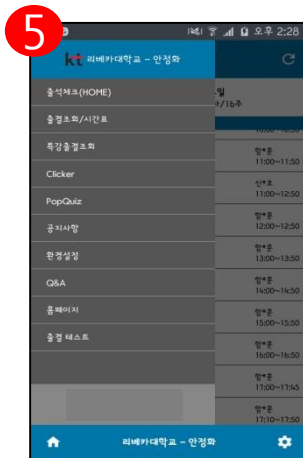 5
오후 2:28
kt 리베카대학교 - 안정화
출석체크(HOME)
일
출결조회/시간표
/16주
특강출결조회
11:00~11:50
Clicker
11:00~12:50
PopQuiz
12:00~12:50
공지사항
13:00~13:50
환경설정
14:00~14:50
Q&A
15:00~15:50
홈페이지
16:00~16:50
출결 테스트
17:00~17:45
17:10~17:50
리베카대학교 - 안정화